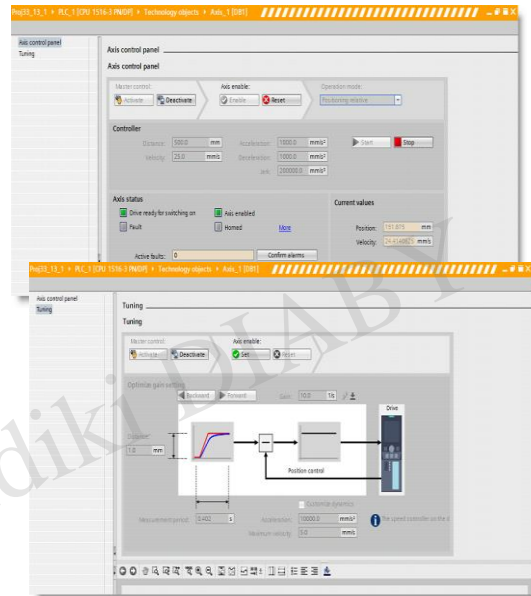 Proj33_13_1 ▸ PLC_1 [CPU 1516-3 PN/DP] ▸ Technology objects ▸ Axis_1 [DB1]
Axis control panel
Tuning
Axis control panel
Axis control panel
Master control: Axis enable: Operation mode:
Activate Deactivate Enable Reset Positioning relative
Controller
Distance: 500.0 mm Acceleration: 1000.0 mm/s² Start Stop
Velocity: 25.0 mm/s Deceleration: 1000.0 mm/s²
Jerk: 200000.0 mm/s³
Axis status Current values
Drive ready for switching on Axis enabled
Fault Homed More Position: mm
Velocity: mm/s
Active faults: 0 Confirm alarms
Proj33_13_1 ▸ PLC_1 [CPU 1516-3 PN/DP] ▸ Technology objects ▸ Axis_1 [DB1]
Axis control panel
Tuning
Tuning
Tuning
Master control: Axis enable:
Activate Deactivate Set Reset
Optimize gain setting
Backward Forward Gain: 10.0 1/s
Drive
Distance:
1.0 mm
Position control
Customize dynamics
Measurement period: 0.402 s Acceleration: 10000.0 mm/s² The speed controller on the d
Maximum velocity: 5.0 mm/s
diki DIABY